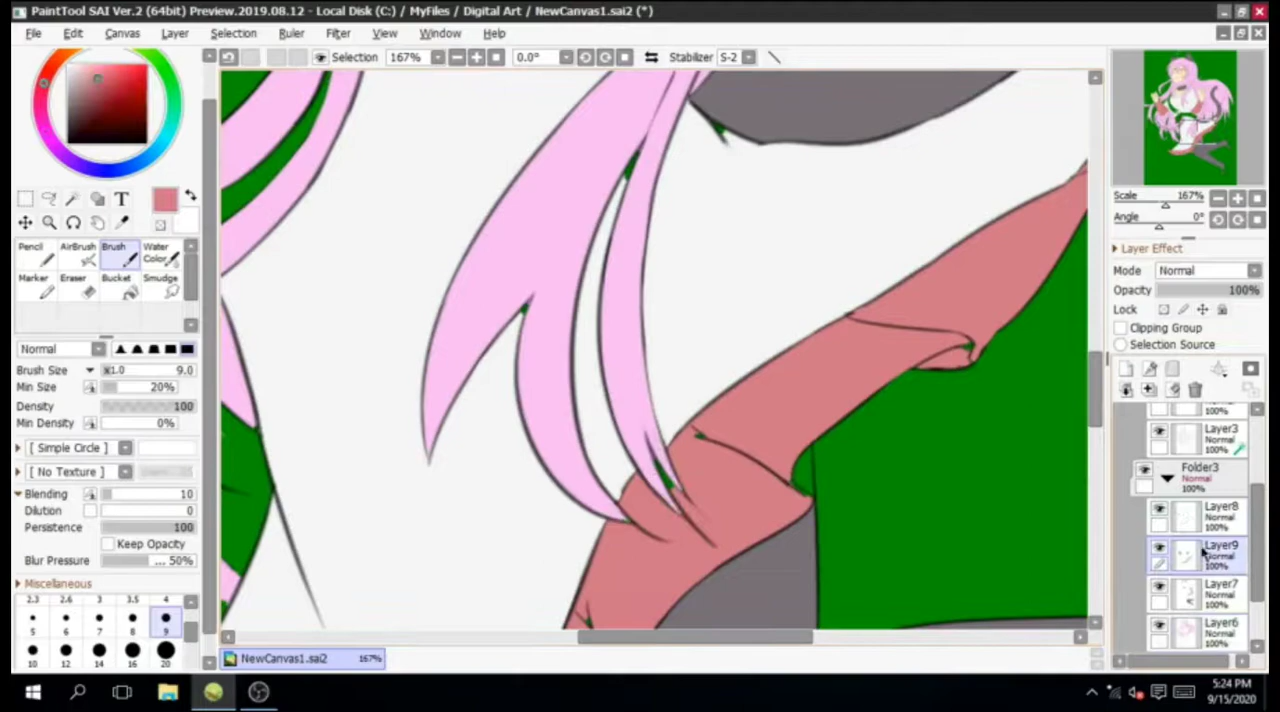 PaintTool SAI Ver.2 (64bit) Preview.2019.08.12 - Local Disk (C:) / MyFiles / Digital Art / NewCanvas1.sai2 (*)
File Edit Canvas Layer Selection Ruler Filter View Window Help
Selection 167% 0.0° Stabilizer S-2
T
Pencil AirBrush Brush Water Color
Marker Eraser Bucket Smudge
Normal
Brush Size x1.0 9.0
Min Size 20%
Density 100
Min Density 0%
[ Simple Circle ]
[ No Texture ]
Blending 10
Dilution 0
Persistence 100
Keep Opacity
Blur Pressure ... 50%
Miscellaneous
2.3 2.6 3 3.5 4
5 6 7 8 9
10 12 14 16 20
Scale 167%
Angle 0°
Layer Effect
Mode Normal
Opacity 100%
Lock
Clipping Group
Selection Source
100%
Layer3
Normal
100%
Folder3
Normal
100%
Layer8
Normal
100%
Layer9
Normal
100%
Layer7
Normal
100%
Layer6
Normal
100%
NewCanvas1.sai2 167%
5:24 PM
9/15/2020